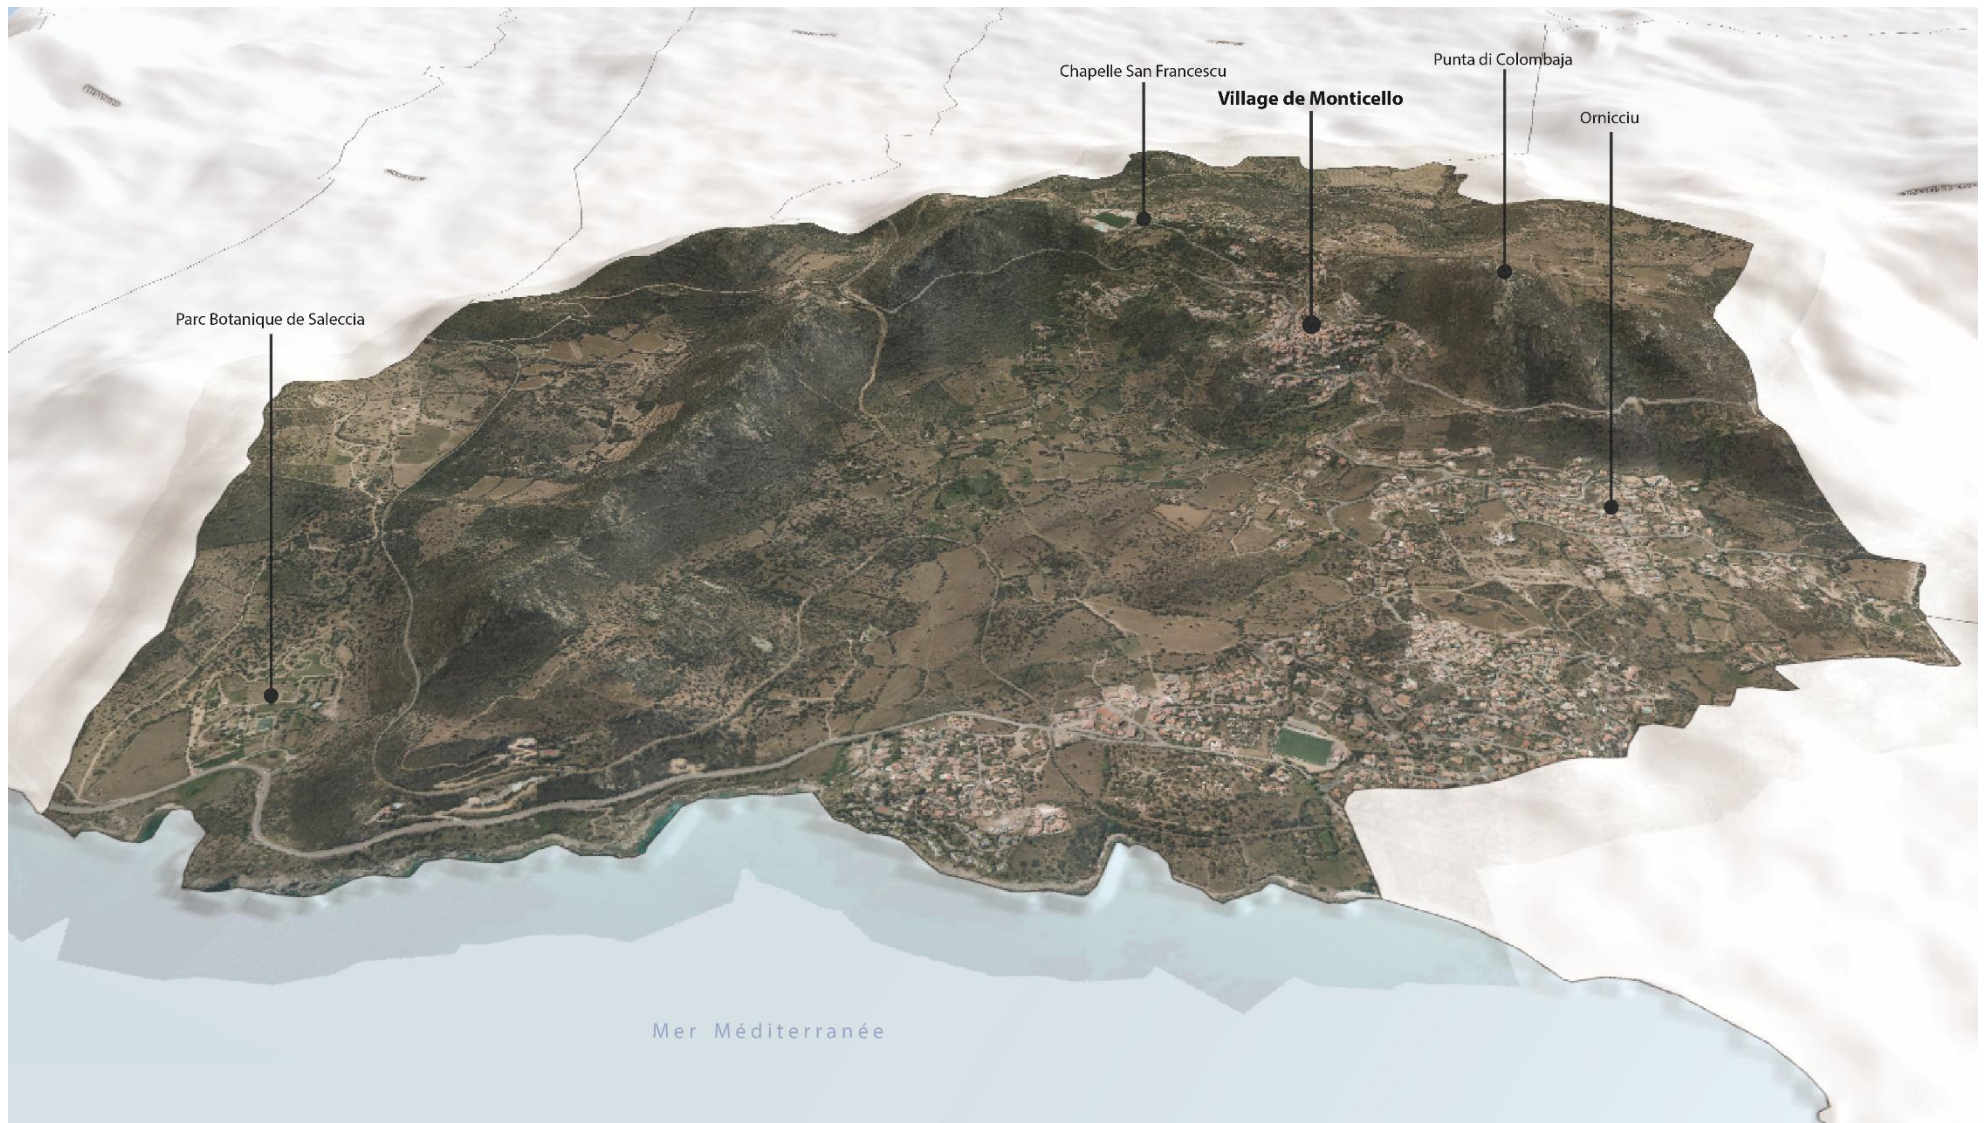 Punta di Colombaja
Chapelle San Francescu
Village de Monticello
Ornicciu
Parc Botanique de Saleccia
Mer Méditerranée